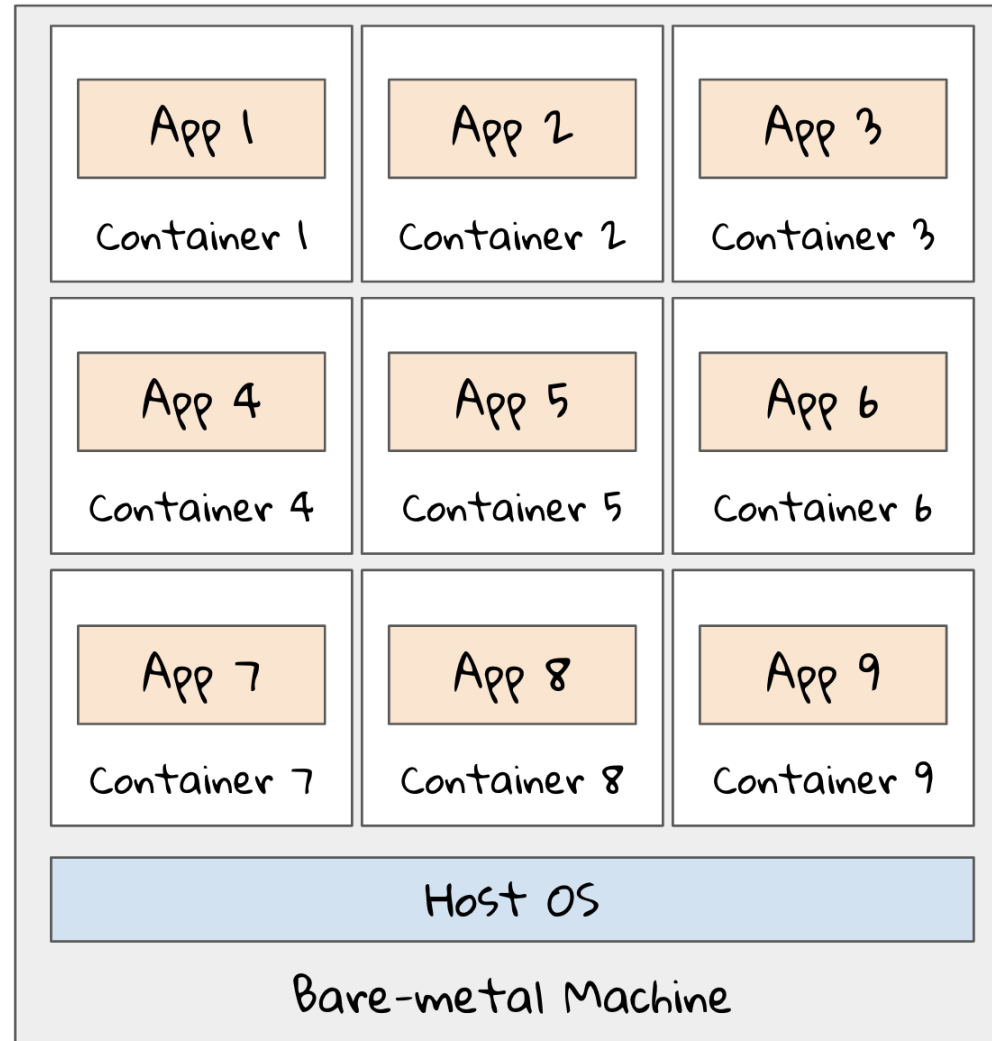 App 1
App 2
App 3
Container 1
Container 2
Container 3
App 4
App 5
App 6
Container 4
Container 5
Container 6
App 7
App 8
App 9
Container 7
Container 8
Container 9
Host OS
Bare-metal Machine